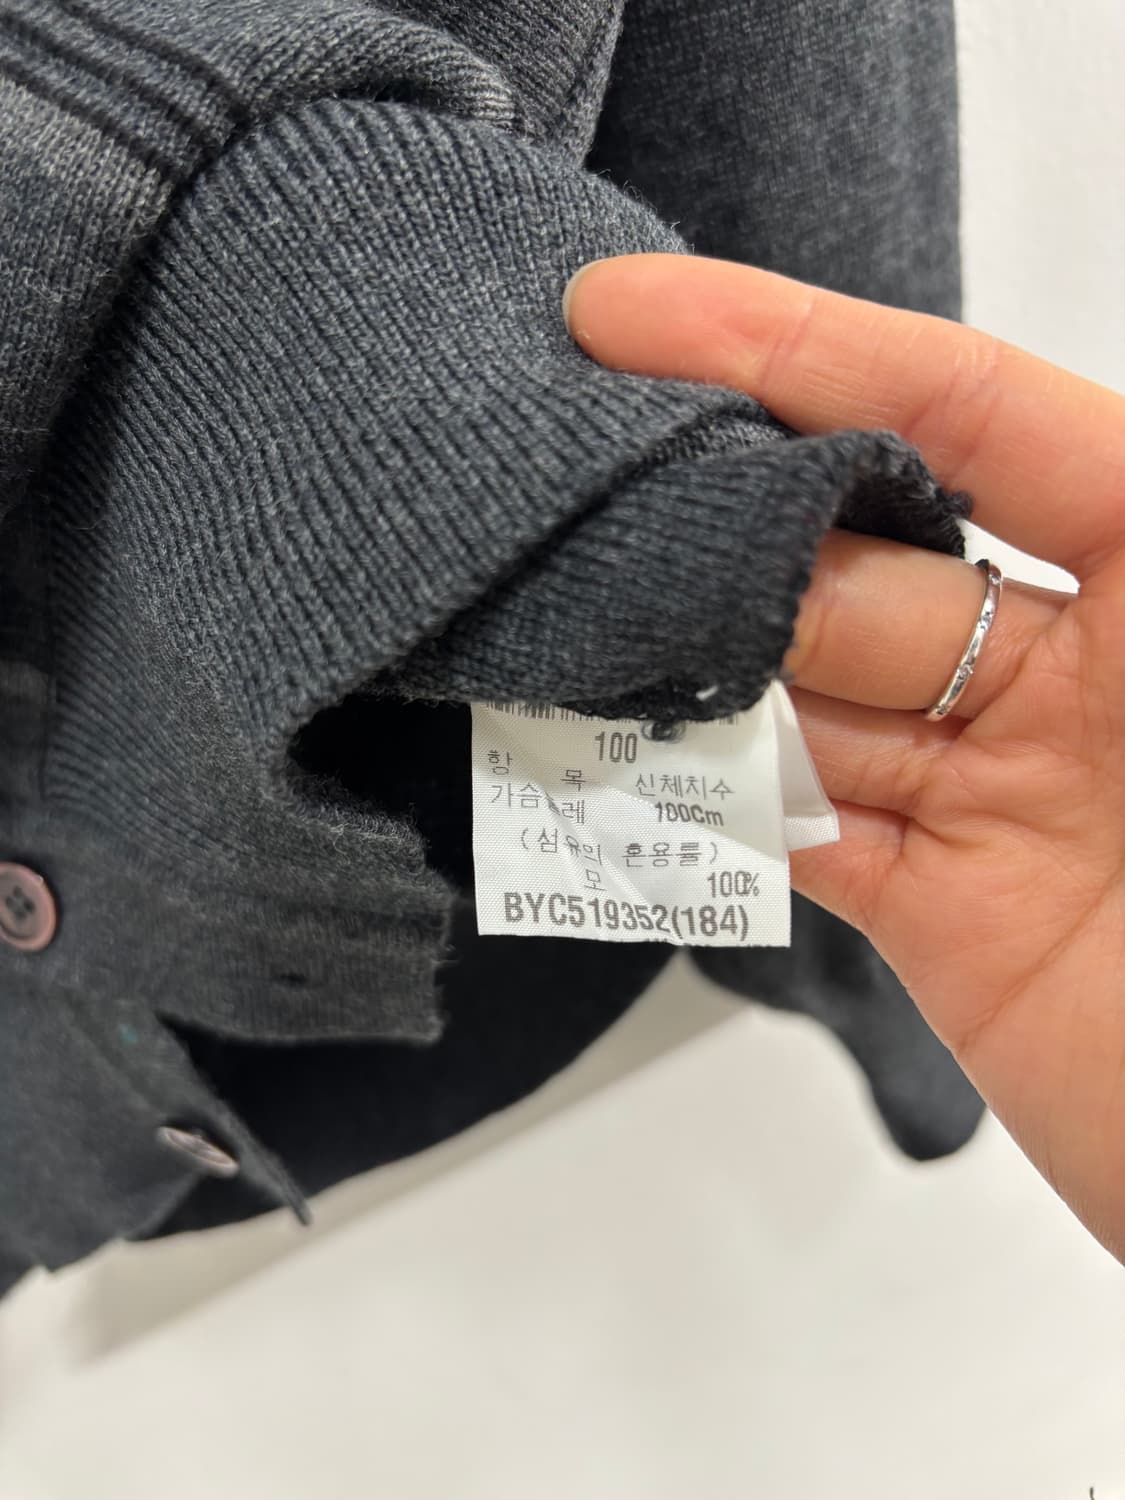 100
항 목 신체치수
가슴둘레 100Cm
(섬유의 혼용률)
모 100%
BYC519352(184)